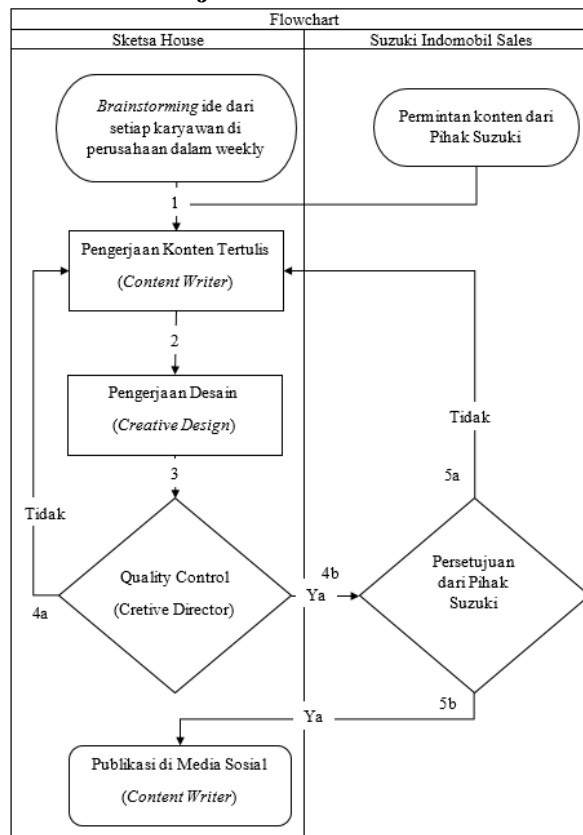 Flowchart
Sketsa House
Suzuki Indomobil Sales
Brainstorming ide dari
setiap karyawan di
perusahaan dalam weekly
Permintan konten dari
Pihak Suzuki
1
Pengerjaan Konten Tertulis
(Content Writer)
2
Pengerjaan Desain
(Creative Design)
Tidak
3
5a
Tidak
Quality Control
(Cretive Director)
4a
4b
Ya
Persetujuan
dari Pihak
Suzuki
5b
Ya
Publikasi di Media Sosial
(Content Writer)